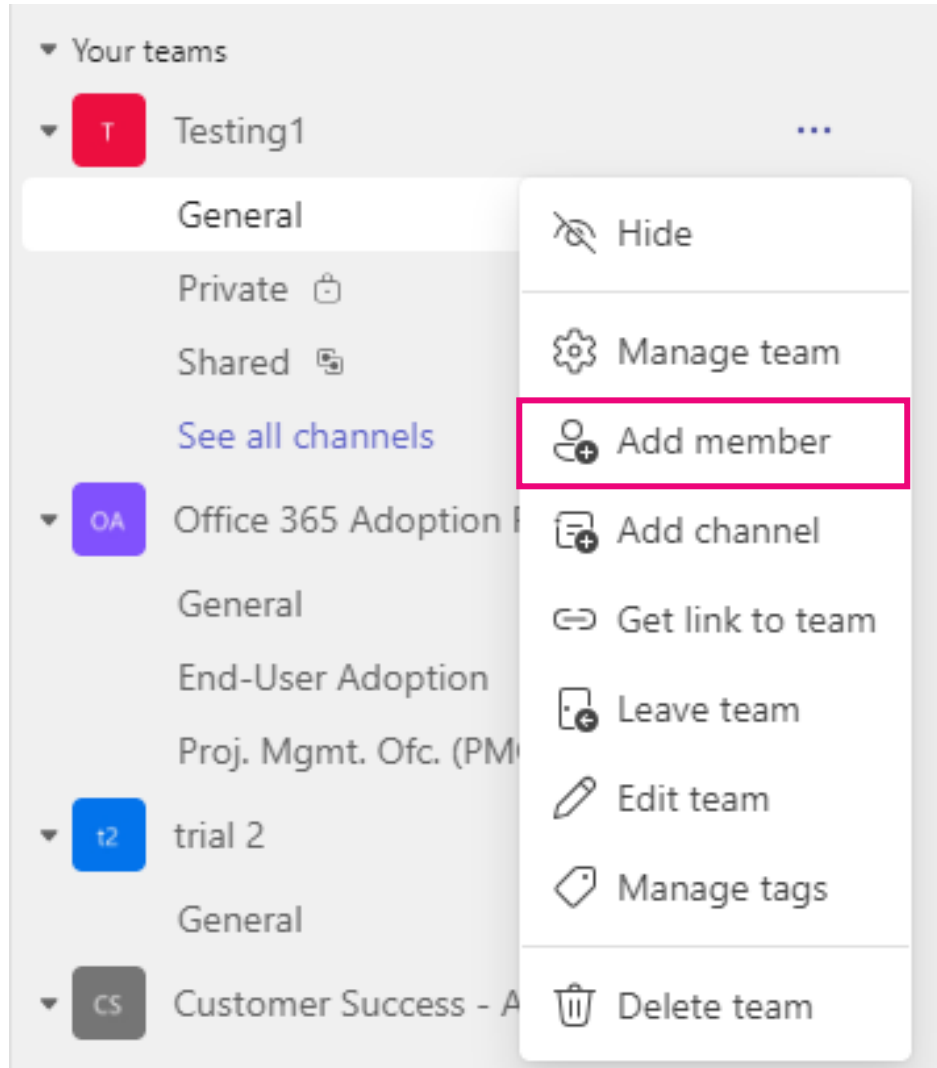 Your teams
T Testing1 ...
General
Private
Shared
See all channels
OA Office 365 Adoption
General
End-User Adoption
Proj. Mgmt. Ofc.
t2 trial 2
General
CS Customer Success -
Hide
Manage team
Add member
Add channel
Get link to team
Leave team
Edit team
Manage tags
Delete team